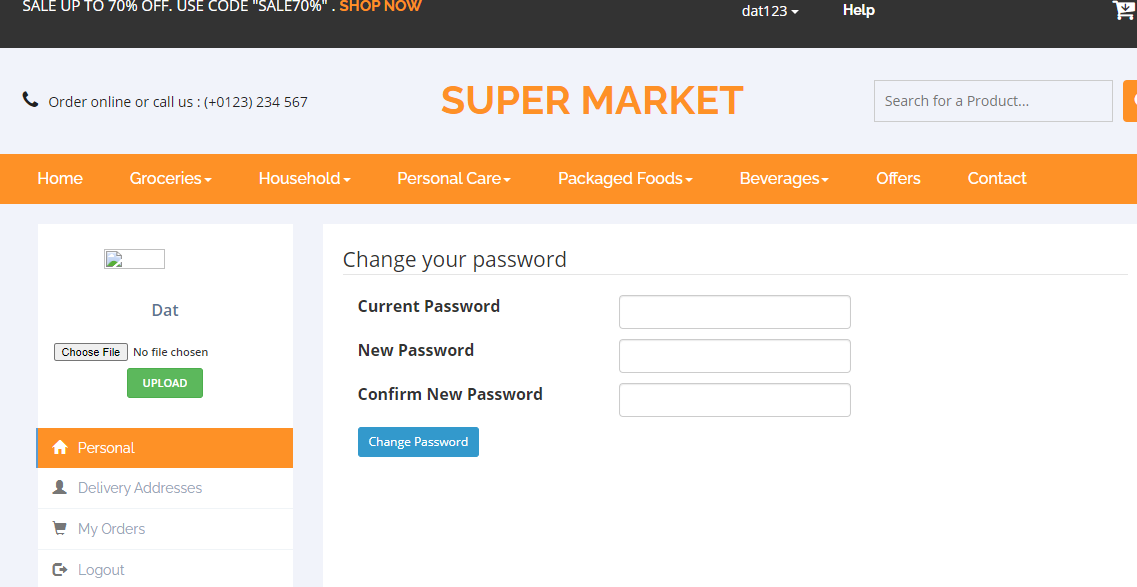 SALE UP TO 70% OFF. USE CODE "SALE70%" . SHOP NOW
dat123
Help
Order online or call us : (+0123) 234 567
SUPER MARKET
Search for a Product...
Home
Groceries
Household
Personal Care
Packaged Foods
Beverages
Offers
Contact
Dat
Choose File No file chosen
UPLOAD
Personal
Delivery Addresses
My Orders
Logout
Change your password
Current Password
New Password
Confirm New Password
Change Password